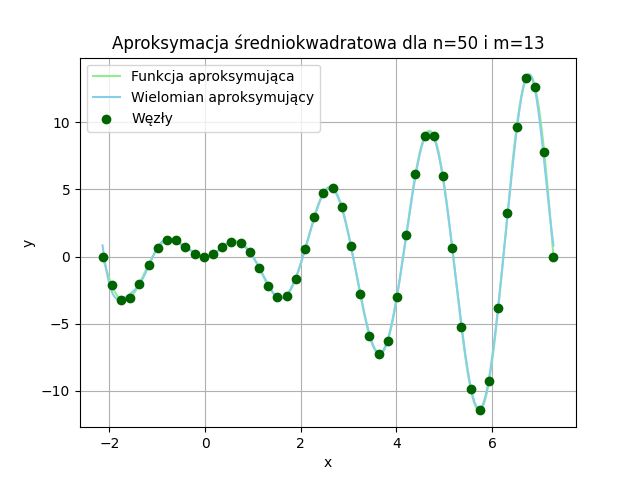 Aproksymacja średniokwadratowa dla n=50 i m=13
Funkcja aproksymująca
Wielomian aproksymujący
Węzły
y
10
5
0
−5
−10
−2
0
2
4
6
x